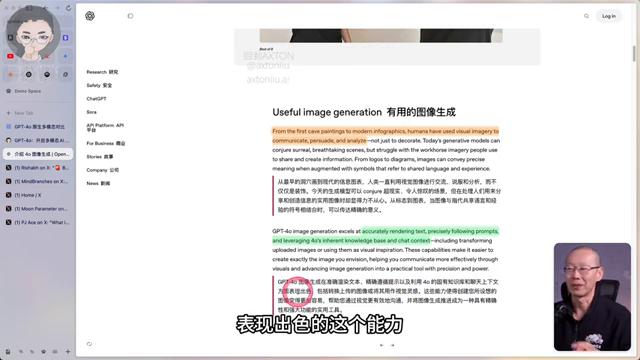 Log in
Best of 8
回到AXTON
@axtonliu
axtonliu.ai
Research 研究
Safety 安全
ChatGPT
Sora
API Platform API
平台
For Business 商业
Stories 故事
Company 公司
News 新闻
Demo Space
New Tab
GPT-4o 原生多模态对比
介绍 4o 图像生成 | Open...
Rishabh on X:
MindBranches on X:
Home / X
Moon Parameter on
PJ Ace on X: "What i
Useful image generation 有用的图像生成
From the first cave paintings to modern infographics, humans have used visual imagery to
communicate, persuade, and analyze—not just to decorate. Today's generative models can
conjure surreal, breathtaking scenes, but struggle with the workhorse imagery people use
to share and create information. From logos to diagrams, images can convey precise
meaning when augmented with symbols that refer to shared language and experience.
从最早的洞穴画到现代的信息图表，人类一直利用视觉图像进行交流、说服和分析，而不
仅仅是装饰。今天的生成模型可以 conjure 超现实、令人惊叹的场景，但在处理人们用来分
享和创造信息的实用图像时却显得力不从心。从标志到图表，当图像与指代共享语言和经
验的符号相结合时，可以传达精确的意义。
GPT-4o image generation excels at accurately rendering text, precisely following prompts,
and leveraging 4o's inherent knowledge base and chat context—including transforming
uploaded images or using them as visual inspiration. These capabilities make it easier to
create exactly the image you envision, helping you communicate more effectively through
visuals and advancing image generation into a practical tool with precision and power.
GPT-4o 图像生成在准确渲染文本、精确遵循提示以及利用 4o 的固有知识库和聊天上下文
方面表现出色，包括转换上传的图像或将其用作视觉灵感。这些能力使得创建您所设想的
图像变得更加容易，帮助您通过视觉更有效地沟通，并将图像生成推进成为一种具有精确
性和强大功能的实用工具。
表现出色的这个能力